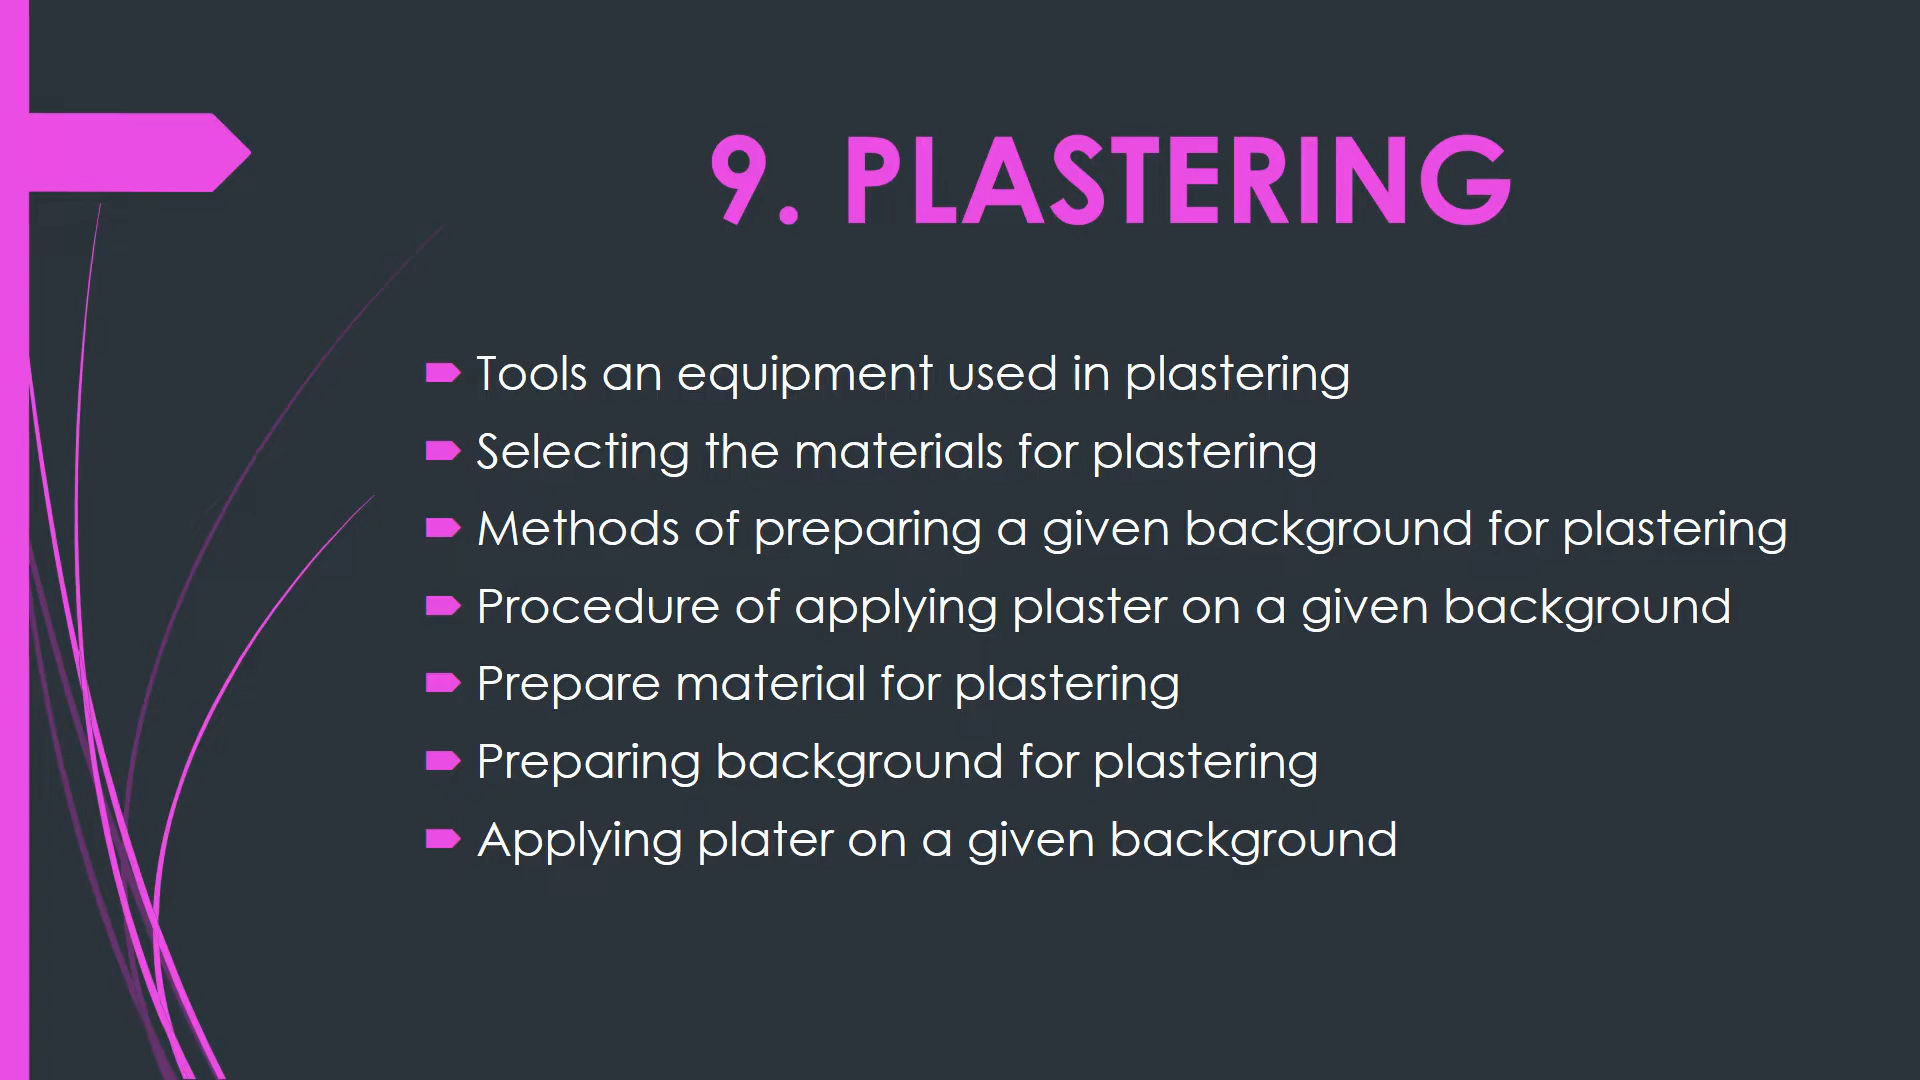 9. PLASTERING
Tools an equipment used in plastering
Selecting the materials for plastering
Methods of preparing a given background for plastering
Procedure of applying plaster on a given background
Prepare material for plastering
Preparing background for plastering
Applying plater on a given background